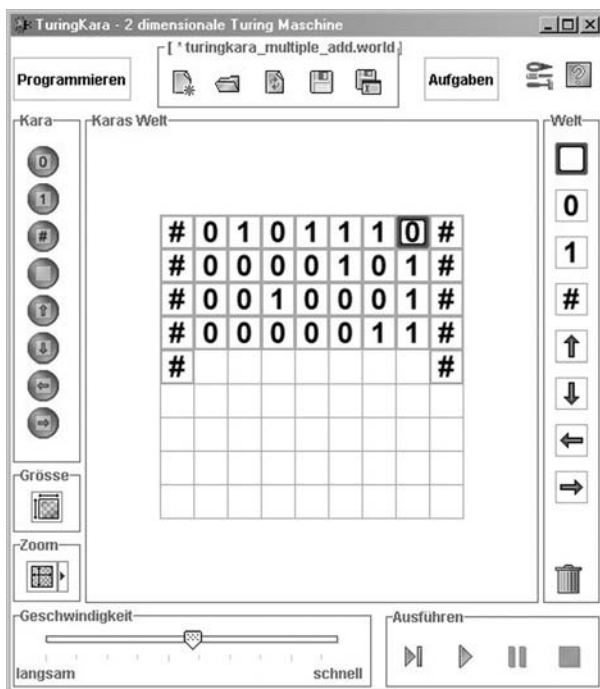 TuringKara - 2 dimensionale Turing Maschine
[ * turingkara_multiple_add.world ]
Programmieren
Aufgaben
Kara
Karas Welt
Welt
0
1
#
# 0 1 0 1 1 1 0 #
# 0 0 0 0 1 0 1 #
# 0 0 1 0 0 0 1 #
# 0 0 0 0 0 1 1 #
# #
0
1
#
Grösse
Zoom
Geschwindigkeit
langsam schnell
Ausführen